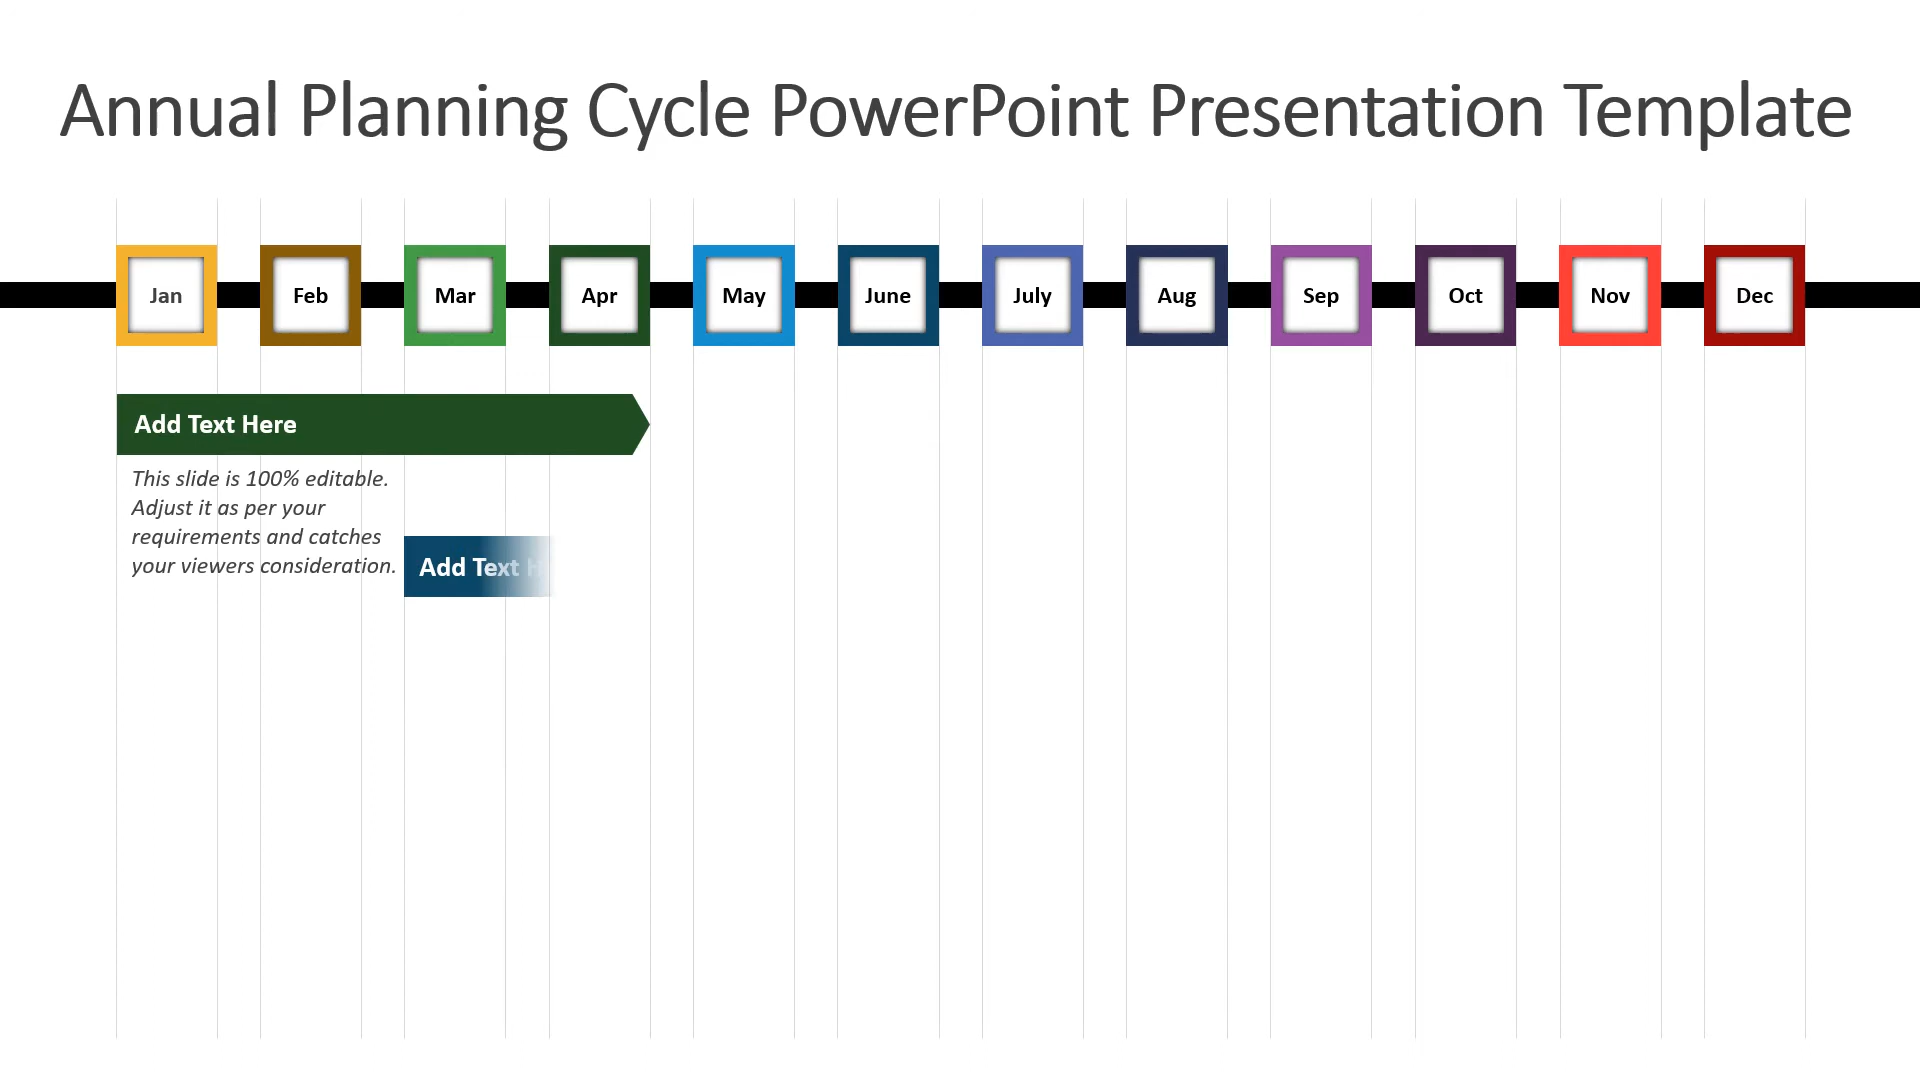 Annual Planning Cycle PowerPoint Presentation Template
Jan Feb Mar Apr May June July Aug Sep Oct Nov Dec
Add Text Here
This slide is 100% editable.
Adjust it as per your
requirements and catches
your viewers consideration.
Add Text